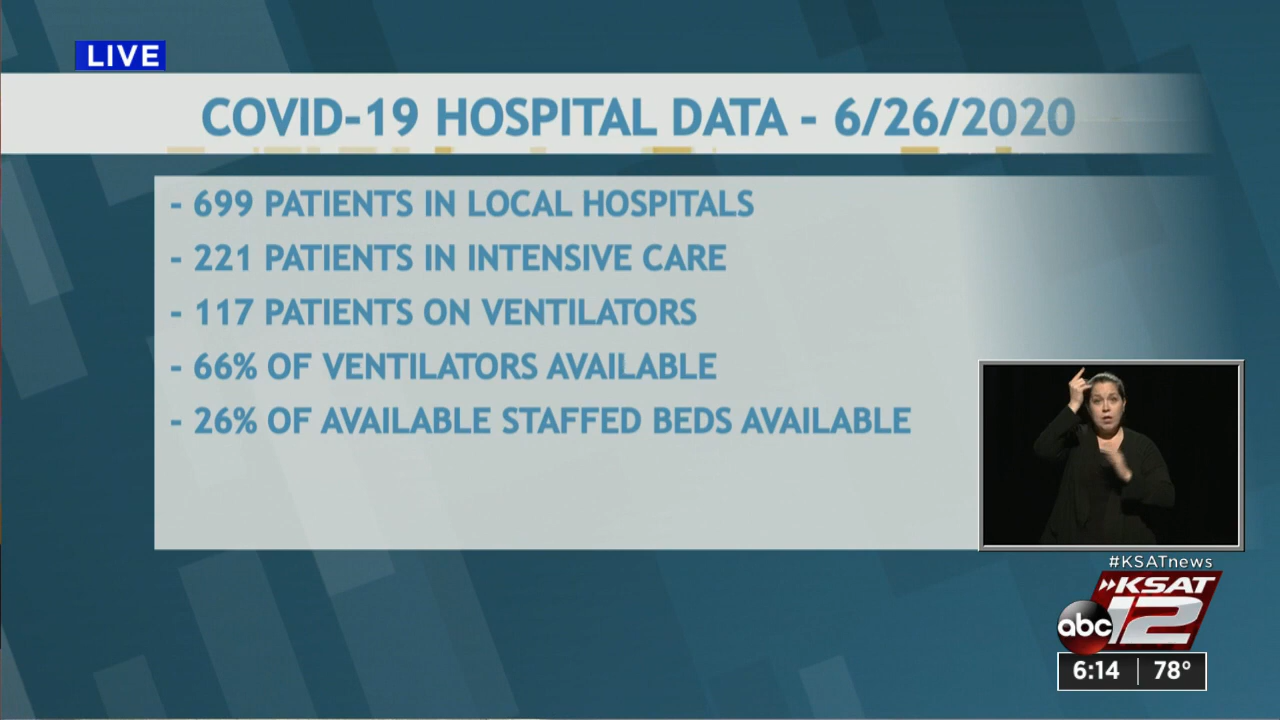 LIVE
COVID-19 HOSPITAL DATA - 6/26/2020
- 699 PATIENTS IN LOCAL HOSPITALS
- 221 PATIENTS IN INTENSIVE CARE
- 117 PATIENTS ON VENTILATORS
- 66% OF VENTILATORS AVAILABLE
- 26% OF AVAILABLE STAFFED BEDS AVAILABLE
#KSATnews
KSAT
abc 12
6:14 78°